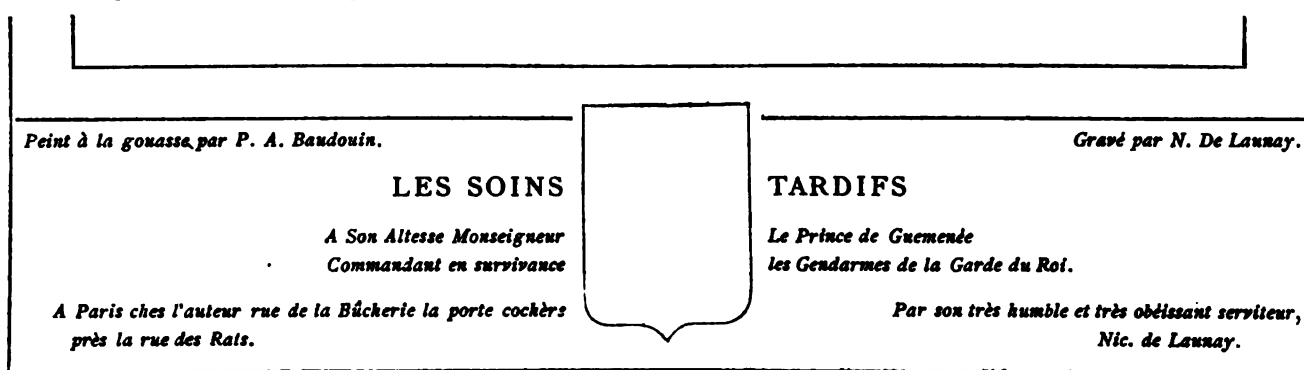 Peint à la gouasse par P. A. Baudouin. Gravé par N. De Launay.
LES SOINS TARDIFS
A Son Altesse Monseigneur Le Prince de Guemenée
Commandant en survivance les Gendarmes de la Garde du Roi.
A Paris ches l'auteur rue de la Bûcherie la porte cochère Par son très humble et très obéissant serviteur,
près la rue des Rats. Nic. de Launay.